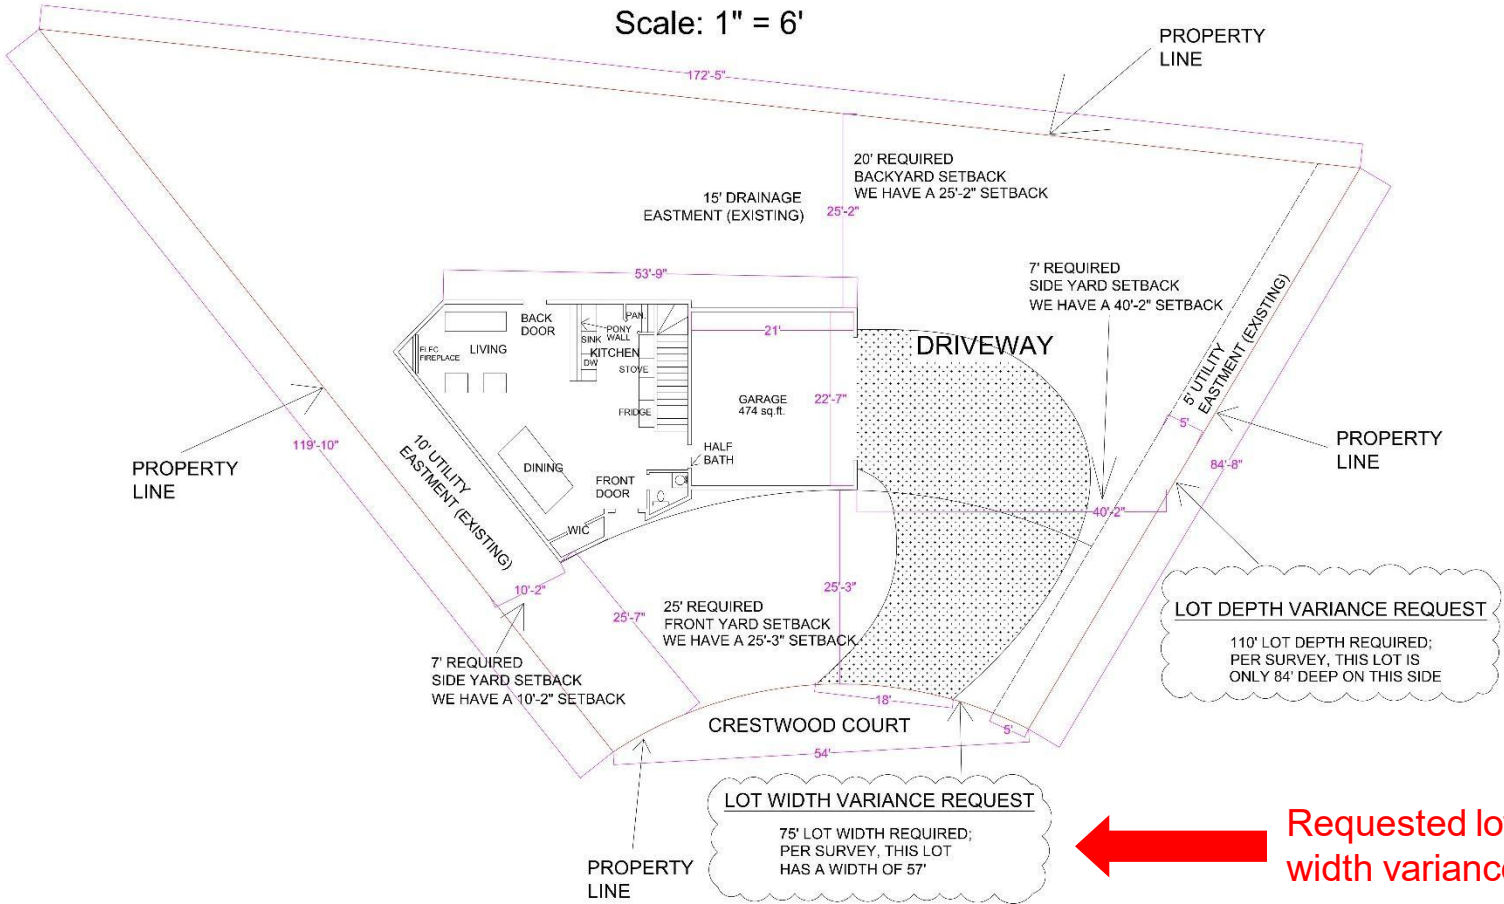 Scale: 1" = 6'
PROPERTY
LINE
172'-5"
20' REQUIRED
BACKYARD SETBACK
WE HAVE A 25'-2" SETBACK
15' DRAINAGE
EASTMENT (EXISTING)
25'-2"
53'-9"
7' REQUIRED
SIDE YARD SETBACK
WE HAVE A 40'-2" SETBACK
BACK
DOOR
PAN.
PONY
WALL
SINK
KITCHEN
DW
STOVE
FRIDGE
LIVING
ELEC
FIREPLACE
21'
DRIVEWAY
GARAGE
474 sq.ft.
22'-7"
5' UTILITY
EASTMENT (EXISTING)
5'
PROPERTY
LINE
84'-8"
119'-10"
PROPERTY
LINE
10' UTILITY
EASTMENT (EXISTING)
DINING
HALF
BATH
FRONT
DOOR
WIC
40'-2"
10'-2"
25'-7"
25'-3"
25' REQUIRED
FRONT YARD SETBACK
WE HAVE A 25'-3" SETBACK
7' REQUIRED
SIDE YARD SETBACK
WE HAVE A 10'-2" SETBACK
LOT DEPTH VARIANCE REQUEST
110' LOT DEPTH REQUIRED;
PER SURVEY, THIS LOT IS
ONLY 84' DEEP ON THIS SIDE
18'
CRESTWOOD COURT
5'
54'
LOT WIDTH VARIANCE REQUEST
75' LOT WIDTH REQUIRED;
PER SURVEY, THIS LOT
HAS A WIDTH OF 57'
PROPERTY
LINE
Requested lot
width variance